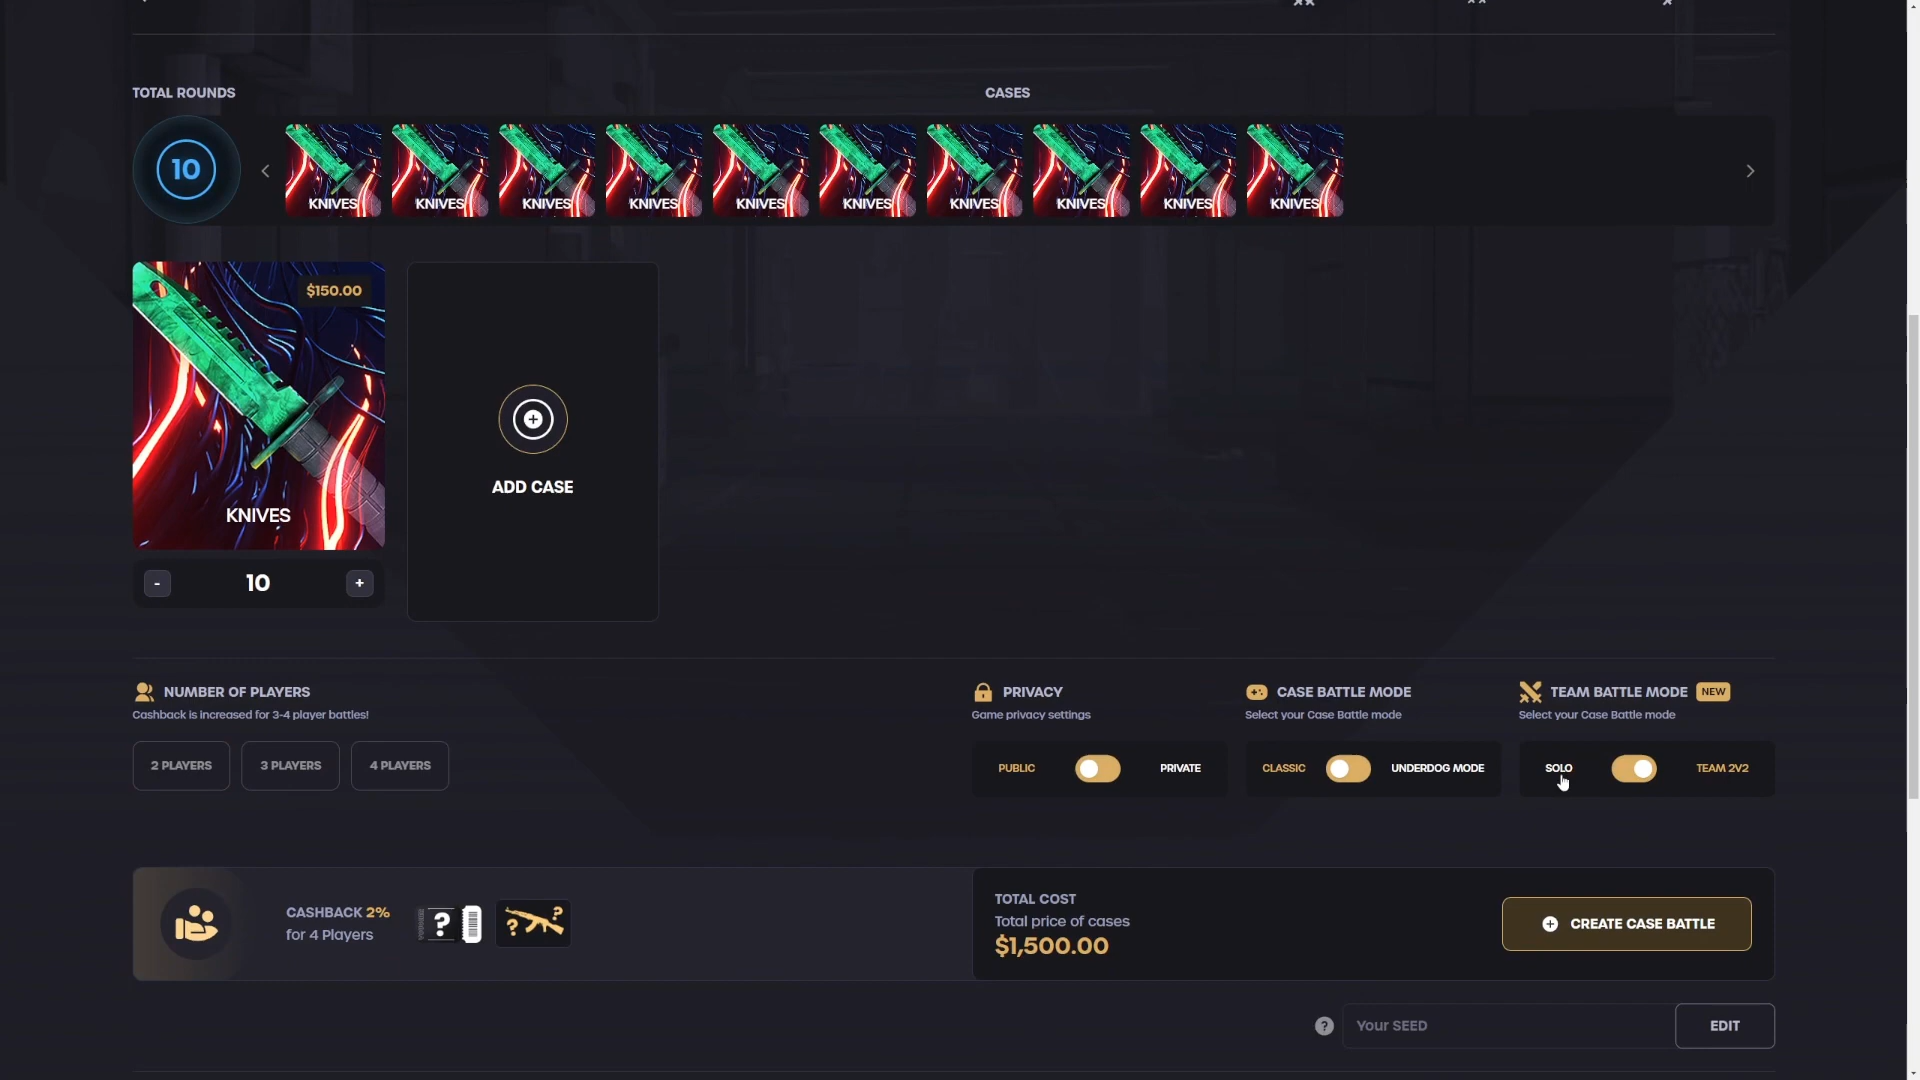 TOTAL ROUNDS
CASES
10
KNIVES
KNIVES
KNIVES
KNIVES
KNIVES
KNIVES
KNIVES
KNIVES
KNIVES
KNIVES
$150.00
KNIVES
ADD CASE
- 10 +
NUMBER OF PLAYERS
Cashback is increased for 3-4 player battles!
2 PLAYERS
3 PLAYERS
4 PLAYERS
PRIVACY
Game privacy settings
PUBLIC
PRIVATE
CASE BATTLE MODE
Select your Case Battle mode
CLASSIC
UNDERDOG MODE
TEAM BATTLE MODE NEW
Select your Case Battle mode
SOLO
TEAM 2V2
CASHBACK 2%
for 4 Players
?
? ?
TOTAL COST
Total price of cases
$1,500.00
CREATE CASE BATTLE
? Your SEED
EDIT